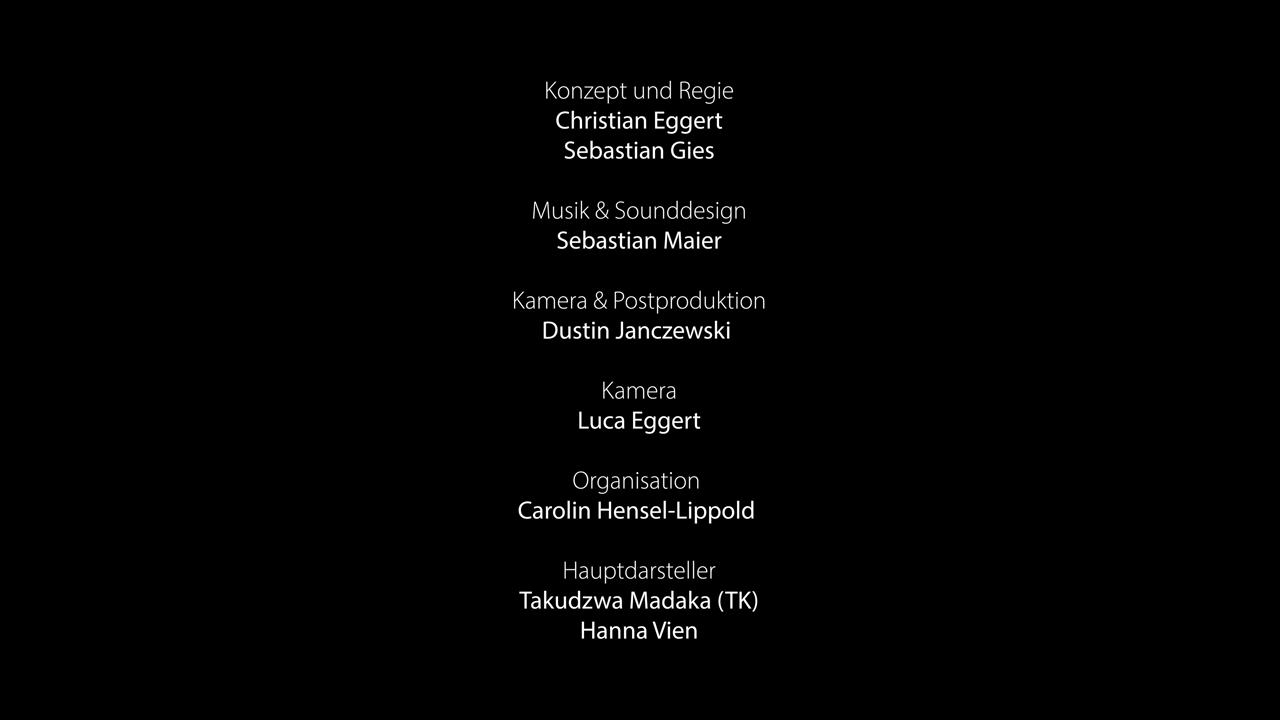 Konzept und Regie
Christian Eggert
Sebastian Gies
Musik & Sounddesign
Sebastian Maier
Kamera & Postproduktion
Dustin Janczewski
Kamera
Luca Eggert
Organisation
Carolin Hensel-Lippold
Hauptdarsteller
Takudzwa Madaka (TK)
Hanna Vien